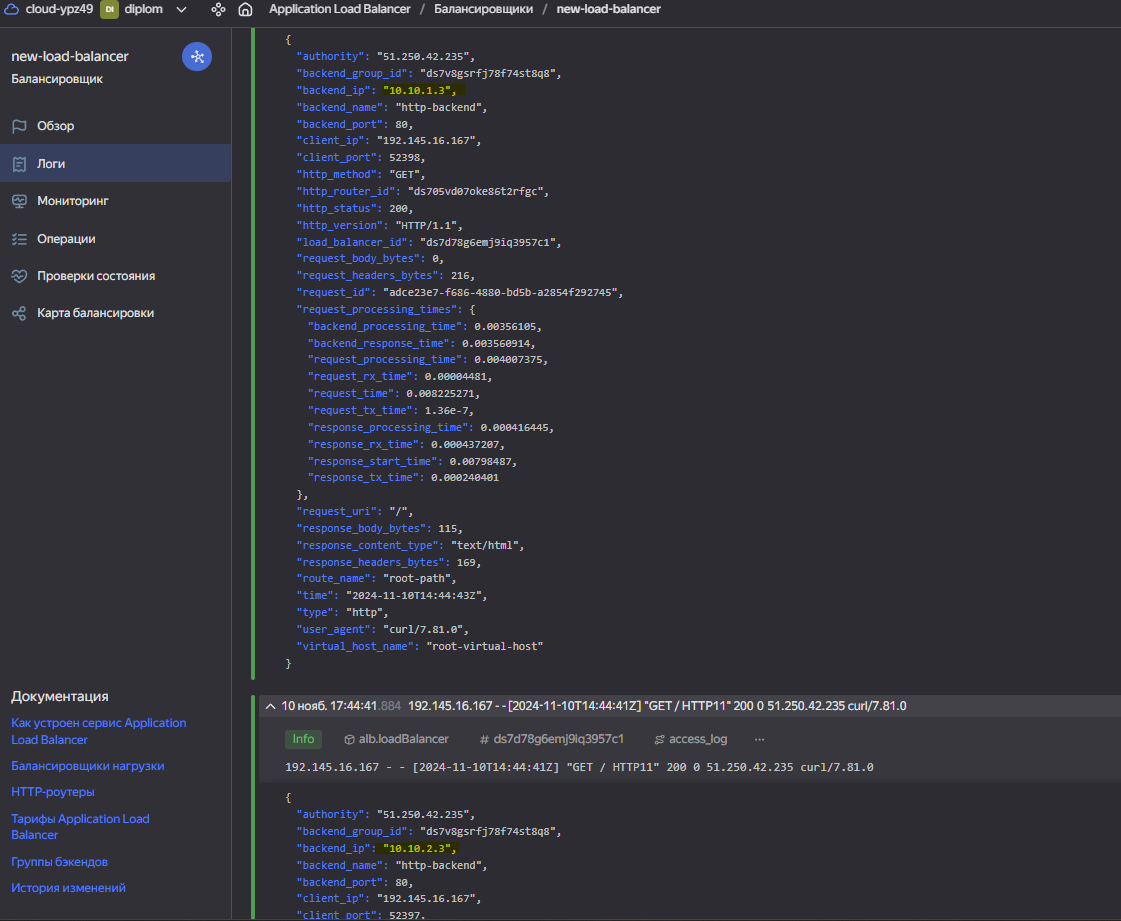 cloud-ypz49 DI diplom Application Load Balancer / Балансировщики / new-load-balancer
new-load-balancer
Балансировщик
Обзор
Логи
Мониторинг
Операции
Проверки состояния
Карта балансировки
Документация
Как устроен сервис Application
Load Balancer
Балансировщики нагрузки
HTTP-роутеры
Тарифы Application Load
Balancer
Группы бэкендов
История изменений
{
"authority": "51.250.42.235",
"backend_group_id": "ds7v8gsrfj78f74st8q8",
"backend_ip": "10.10.1.3",
"backend_name": "http-backend",
"backend_port": 80,
"client_ip": "192.145.16.167",
"client_port": 52398,
"http_method": "GET",
"http_router_id": "ds705vd07oke86t2rfgc",
"http_status": 200,
"http_version": "HTTP/1.1",
"load_balancer_id": "ds7d78g6emj9iq3957c1",
"request_body_bytes": 0,
"request_headers_bytes": 216,
"request_id": "adce23e7-f686-4880-bd5b-a2854f292745",
"request_processing_times": {
"backend_processing_time": 0.00356105,
"backend_response_time": 0.003560914,
"request_processing_time": 0.004007375,
"request_rx_time": 0.00004481,
"request_time": 0.008225271,
"request_tx_time": 1.36e-7,
"response_processing_time": 0.000416445,
"response_rx_time": 0.000437207,
"response_start_time": 0.00798487,
"response_tx_time": 0.000240401
},
"request_uri": "/",
"response_body_bytes": 115,
"response_content_type": "text/html",
"response_headers_bytes": 169,
"route_name": "root-path",
"time": "2024-11-10T14:44:43Z",
"type": "http",
"user_agent": "curl/7.81.0",
"virtual_host_name": "root-virtual-host"
}
10 нояб. 17:44:41.884 192.145.16.167 - - [2024-11-10T14:44:41Z] "GET / HTTP11" 200 0 51.250.42.235 curl/7.81.0
Info alb.loadBalancer # ds7d78g6emj9iq3957c1 access_log ···
192.145.16.167 - - [2024-11-10T14:44:41Z] "GET / HTTP11" 200 0 51.250.42.235 curl/7.81.0
{
"authority": "51.250.42.235",
"backend_group_id": "ds7v8gsrfj78f74st8q8",
"backend_ip": "10.10.2.3",
"backend_name": "http-backend",
"backend_port": 80,
"client_ip": "192.145.16.167",
"client_port": 52397,